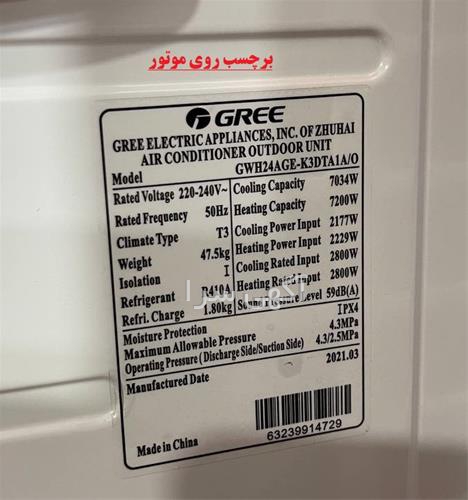 برچسب روی موتور
GREE
GREE ELECTRIC APPLIANCES, INC. OF ZHUHAI
AIR CONDITIONER OUTDOOR UNIT
Model GWH24AGE-K3DTA1A/O
Rated Voltage 220-240V~ Cooling Capacity 7034W
Rated Frequency 50Hz Heating Capacity 7200W
Climate Type T3 Cooling Power Input 2177W
Weight 47.5kg Heating Power Input 2229W
Isolation I Cooling Rated Input 2800W
Refrigerant R410A Heating Rated Input 2800W
Refri. Charge 1.80kg Sound Pressure Level 59dB(A)
آگهی سرا
Moisture Protection IPX4
Maximum Allowable Pressure 4.3MPa
Operating Pressure (Discharge Side/Suction Side) 4.3/2.5MPa
Manufactured Date 2021.03
63239914729
Made in China